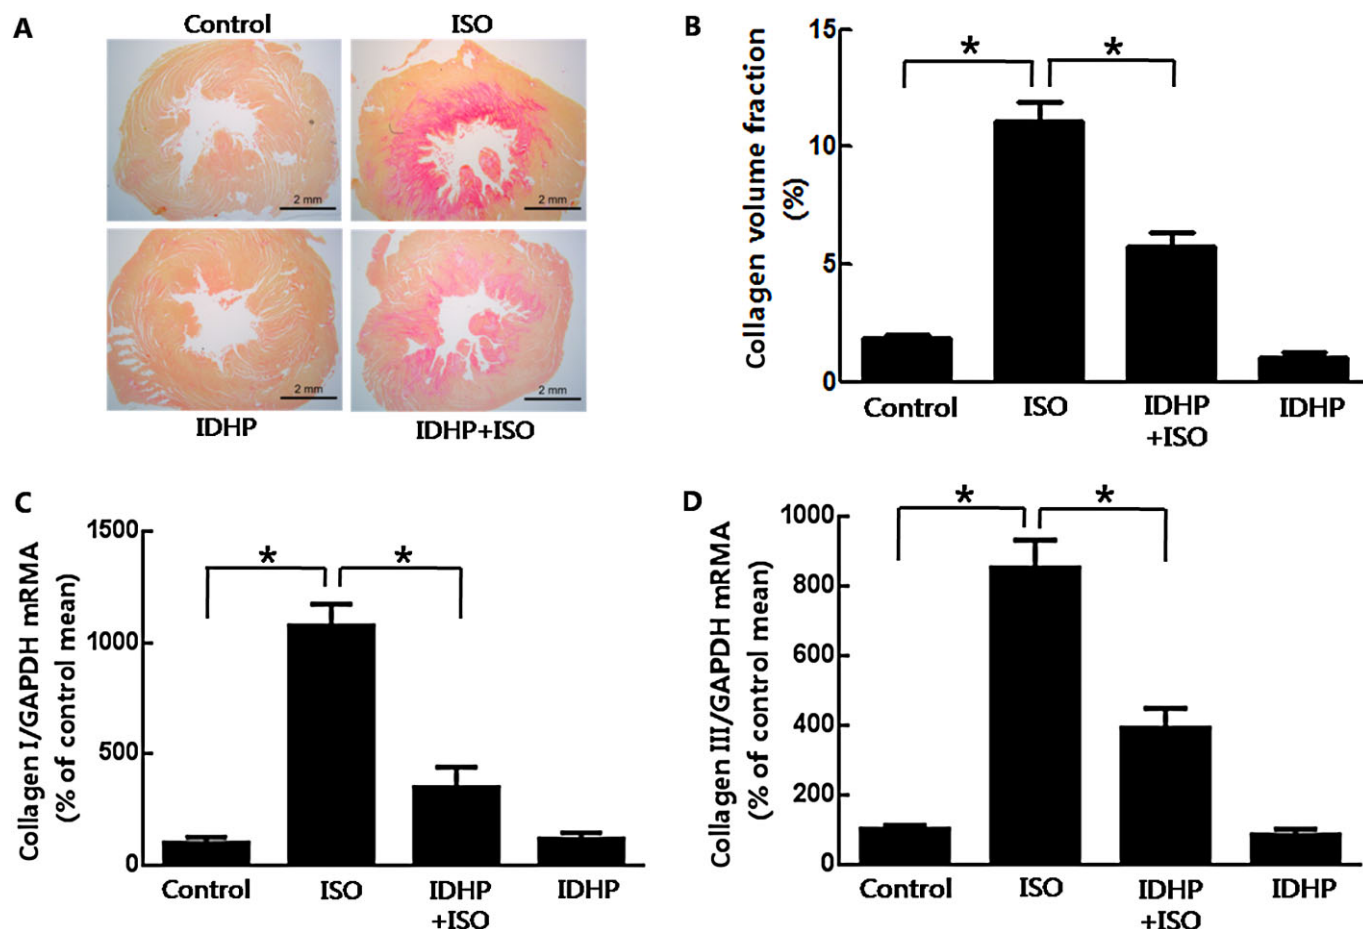 A
Control
ISO
2 mm
2 mm
2 mm
2 mm
IDHP
IDHP+ISO
B
Collagen volume fraction
(%)
15
10
5
0
*
*
Control
ISO
IDHP
+ISO
IDHP
C
Collagen I/GAPDH mRMA
(% of control mean)
1500
1000
500
0
*
*
Control
ISO
IDHP
+ISO
IDHP
D
Collagen III/GAPDH mRMA
(% of control mean)
1000
800
600
400
200
0
*
*
Control
ISO
IDHP
+ISO
IDHP